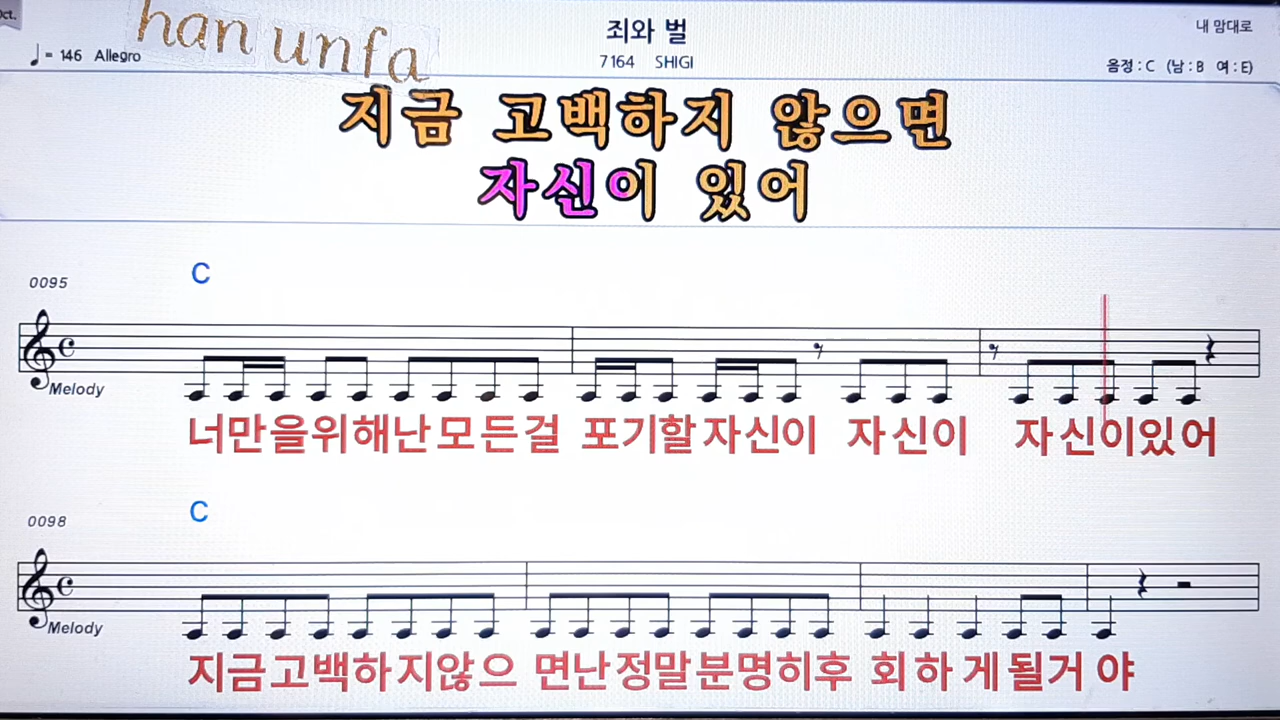 Oct.
han unfa
죄와 벌
내 맘대로
♩= 146 Allegro
7164 SHIGI
음정 : C (남 : B 여 : E)
지금 고백하지 않으면
자신이 있어
C
0095
Melody
너만을위해난모든걸 포기할자신이 자신이 자신이있어
C
0098
Melody
지금고백하지않으 면난정말분명히후 회하게될거 야